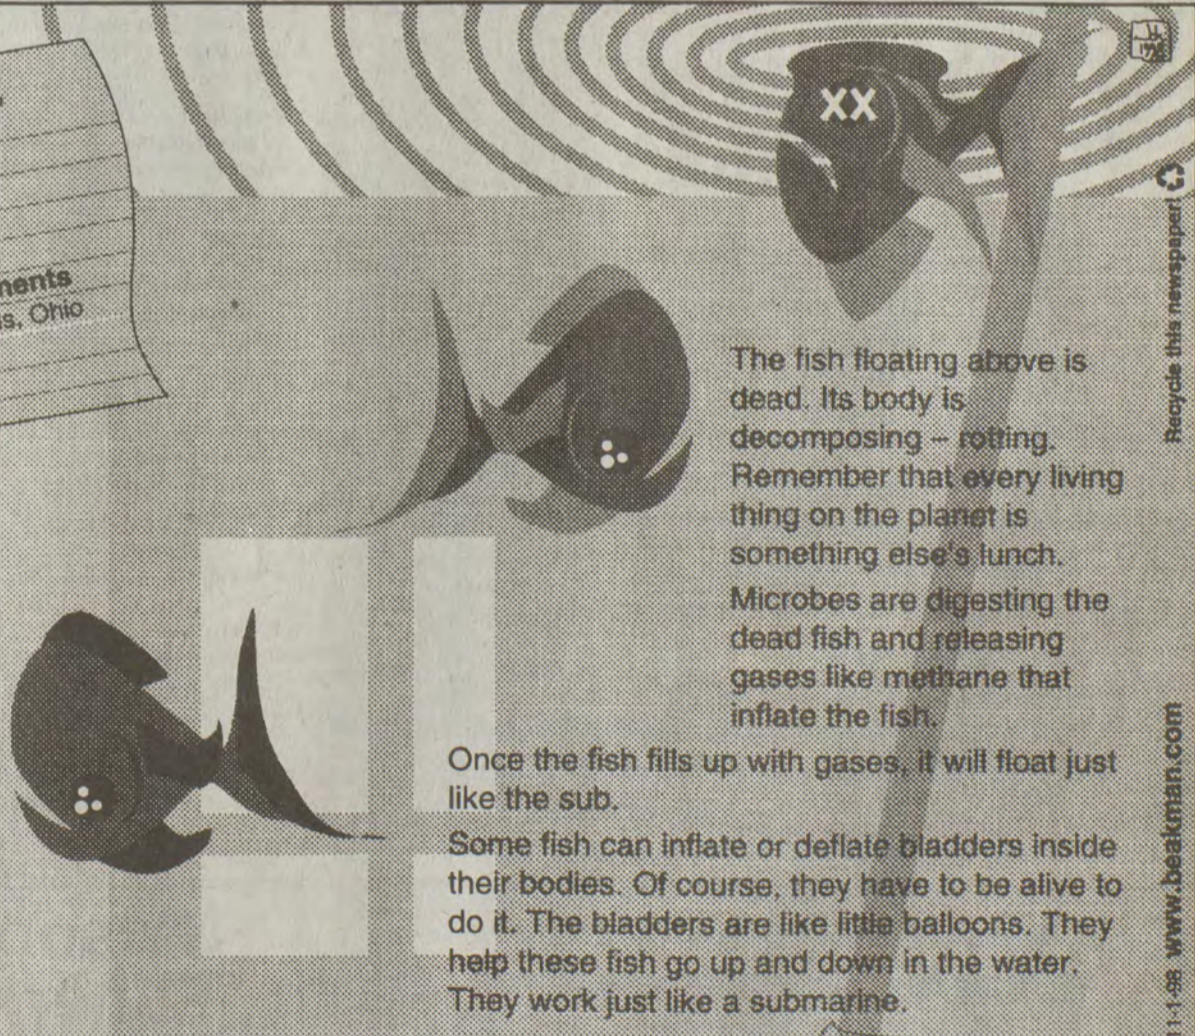 XX
nents
s, Ohio
The fish floating above is
dead. Its body is
decomposing – rotting.
Remember that every living
thing on the planet is
something else's lunch.
Microbes are digesting the
dead fish and releasing
gases like methane that
inflate the fish.
Once the fish fills up with gases, it will float just
like the sub.
Some fish can inflate or deflate bladders inside
their bodies. Of course, they have to be alive to
do it. The bladders are like little balloons. They
help these fish go up and down in the water.
They work just like a submarine.
Recycle this newspaper!
1-1-98 www.beakman.com